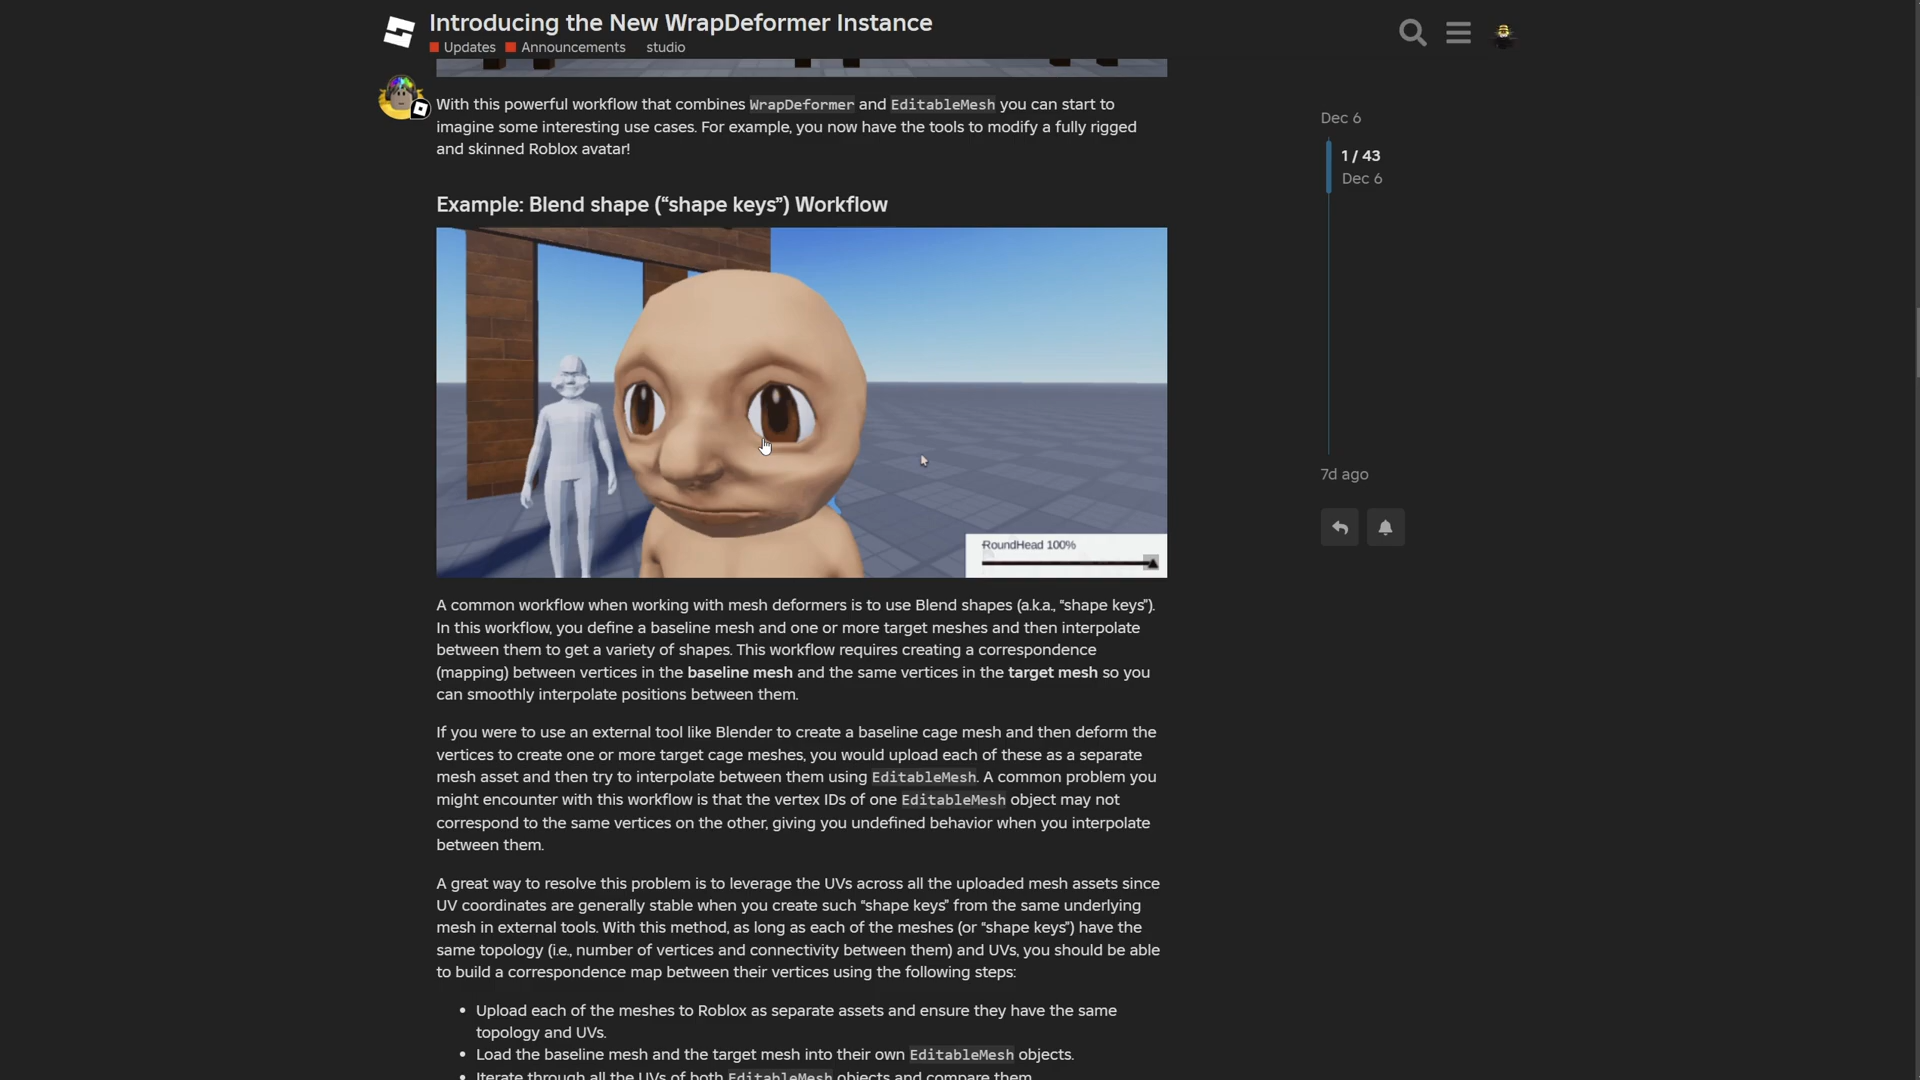 Introducing the New WrapDeformer Instance
Updates Announcements studio
With this powerful workflow that combines WrapDeformer and EditableMesh you can start to
imagine some interesting use cases. For example, you now have the tools to modify a fully rigged
and skinned Roblox avatar!
Dec 6
1 / 43
Dec 6
7d ago
Example: Blend shape (“shape keys”) Workflow
RoundHead 100%
A common workflow when working with mesh deformers is to use Blend shapes (a.k.a., “shape keys”).
In this workflow, you define a baseline mesh and one or more target meshes and then interpolate
between them to get a variety of shapes. This workflow requires creating a correspondence
(mapping) between vertices in the baseline mesh and the same vertices in the target mesh so you
can smoothly interpolate positions between them.
If you were to use an external tool like Blender to create a baseline cage mesh and then deform the
vertices to create one or more target cage meshes, you would upload each of these as a separate
mesh asset and then try to interpolate between them using EditableMesh. A common problem you
might encounter with this workflow is that the vertex IDs of one EditableMesh object may not
correspond to the same vertices on the other, giving you undefined behavior when you interpolate
between them.
A great way to resolve this problem is to leverage the UVs across all the uploaded mesh assets since
UV coordinates are generally stable when you create such “shape keys” from the same underlying
mesh in external tools. With this method, as long as each of the meshes (or “shape keys”) have the
same topology (i.e., number of vertices and connectivity between them) and UVs, you should be able
to build a correspondence map between their vertices using the following steps:
• Upload each of the meshes to Roblox as separate assets and ensure they have the same
topology and UVs.
• Load the baseline mesh and the target mesh into their own EditableMesh objects.
• Iterate through all the UVs of both EditableMesh objects and compare them.